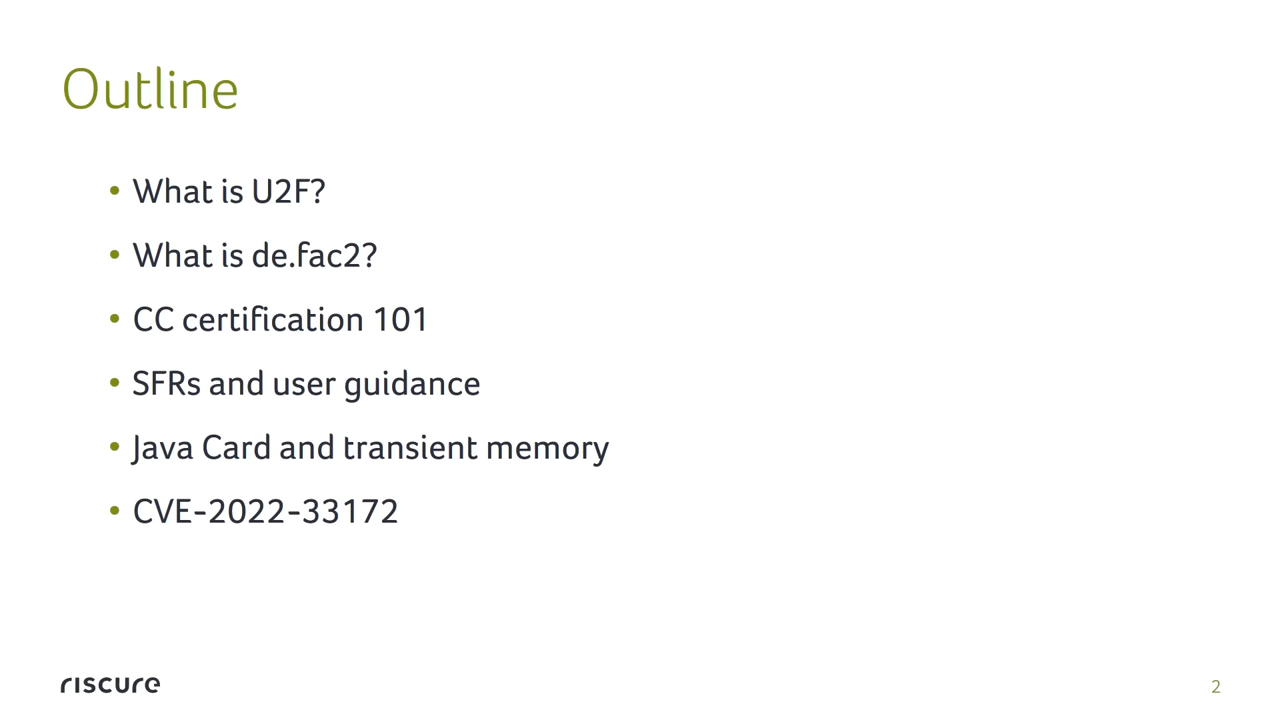 Outline
• What is U2F?
• What is de.fac2?
• CC certification 101
• SFRs and user guidance
• Java Card and transient memory
• CVE-2022-33172
riscure
2